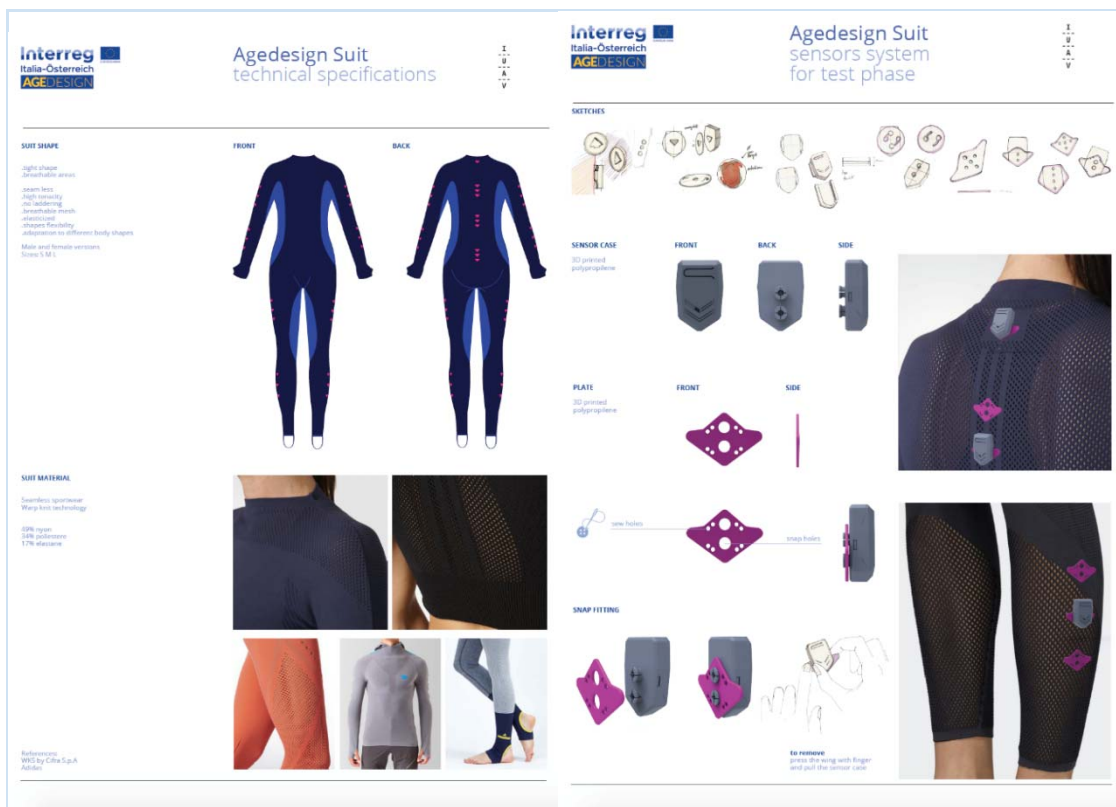 Interreg
Italia-Österreich
AGEDESIGN
Agedesign Suit
technical specifications
I
U
A
V
SUIT SHAPE
.tight shape
.breathable areas
.seam less
.high tenacity
.no laddering
.breathable mesh
.elasticized
.shapes flexibility
.adaptation to different body shapes
Male and female versions
Sizes S M L
FRONT
BACK
SUIT MATERIAL
Seamless sportwear
Warp knit technology
49% nylon
34% poliestere
17% elastane
References:
WKS by Cifra S.p.A
Adidas
Interreg
Italia-Österreich
AGEDESIGN
Agedesign Suit
sensors system
for test phase
I
U
A
V
SKETCHES
SENSOR CASE
3D printed
polypropilene
FRONT
BACK
SIDE
PLATE
3D printed
polypropilene
FRONT
SIDE
sew holes
snap holes
SNAP FITTING
to remove
press the wing with finger
and pull the sensor case